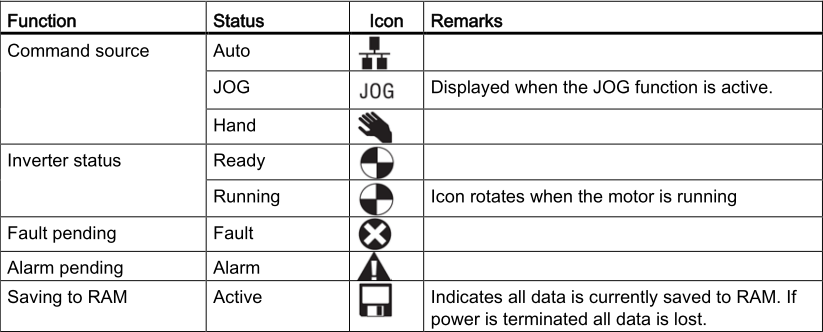 Function Status Icon Remarks
Command source Auto
JOG JOG Displayed when the JOG function is active.
Hand
Inverter status Ready
Running Icon rotates when the motor is running
Fault pending Fault
Alarm pending Alarm
Saving to RAM Active Indicates all data is currently saved to RAM. If
power is terminated all data is lost.